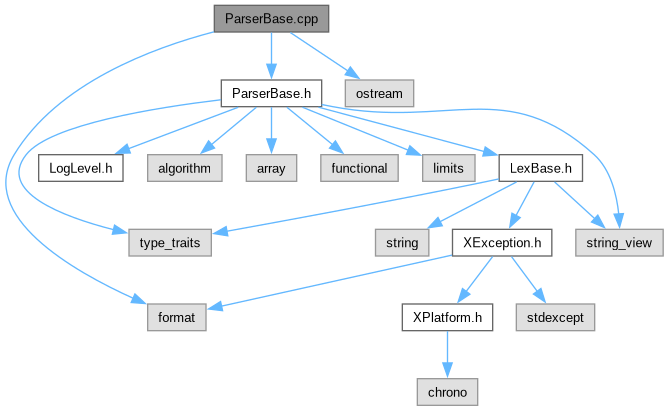 ParserBase.cpp
ParserBase.h
ostream
LogLevel.h
algorithm
array
functional
limits
LexBase.h
type_traits
string
XException.h
string_view
format
XPlatform.h
stdexcept
chrono